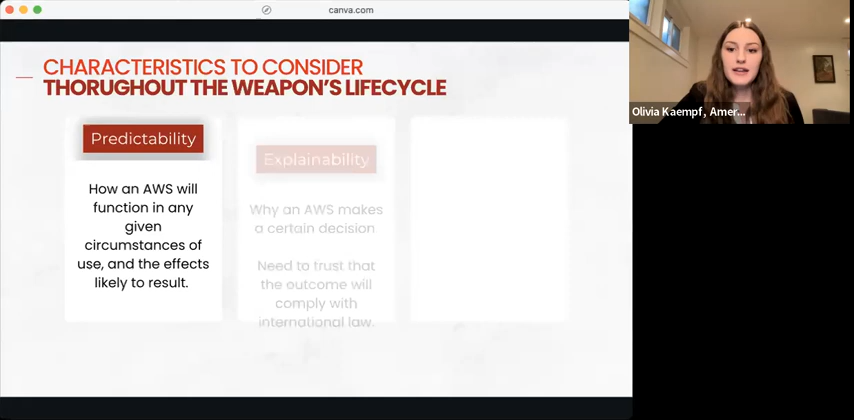 canva.com
CHARACTERISTICS TO CONSIDER
THORUGHOUT THE WEAPON'S LIFECYCLE
Predictability
How an AWS will
function in any
given
circumstances of
use, and the effects
likely to result.
Explainability
Why an AWS makes
a certain decision
Need to trust that
the outcome will
comply with
international law.
Olivia Kaempf, Amer...